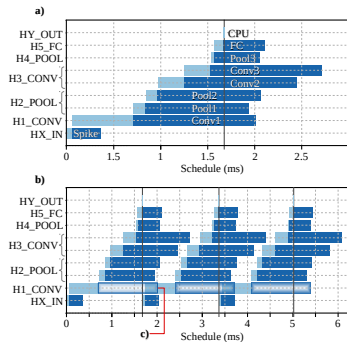 a)
HY_OUT CPU
H5_FC FC
H4_POOL Pool3
H3_CONV Conv3
Conv2
H2_POOL Pool2
Pool1
H1_CONV Conv1
HX_IN Spike
0 1.5 1 1.5 2 2.5
Schedule (ms)
b)
HY_OUT
H5_FC
H4_POOL
H3_CONV
H2_POOL
H1_CONV
HX_IN
0 1 2 3 4 5 6
c) Schedule (ms)